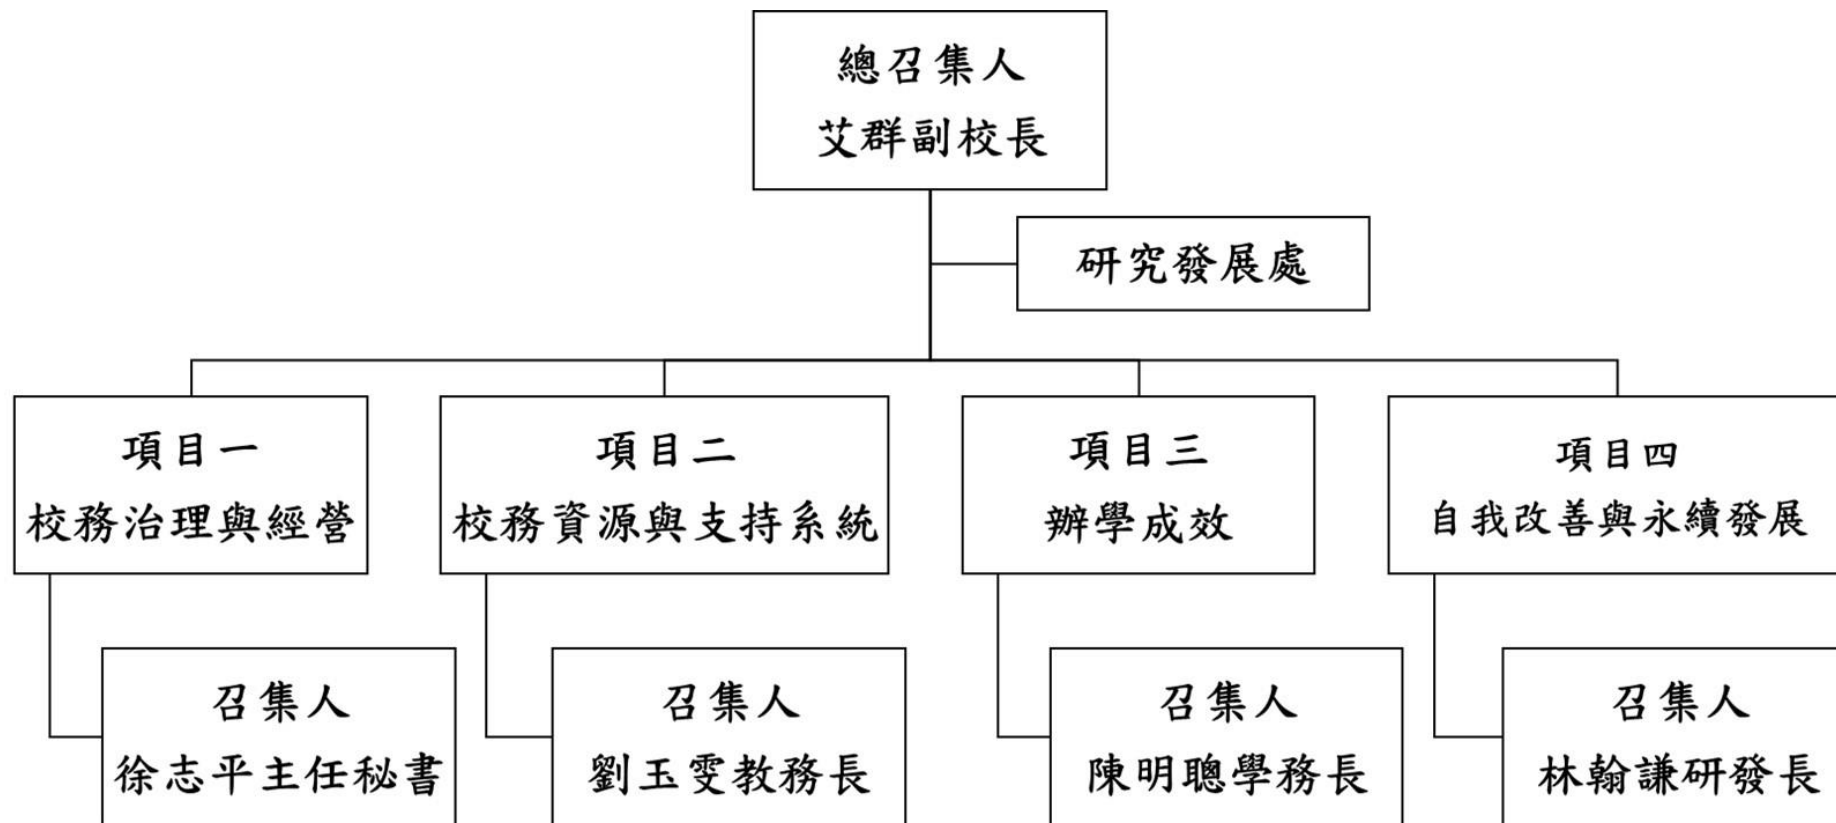 總召集人
艾群副校長
研究發展處
項目一
校務治理與經營
項目二
校務資源與支持系統
項目三
辦學成效
項目四
自我改善與永續發展
召集人
徐志平主任秘書
召集人
劉玉雯教務長
召集人
陳明聰學務長
召集人
林翰謙研發長